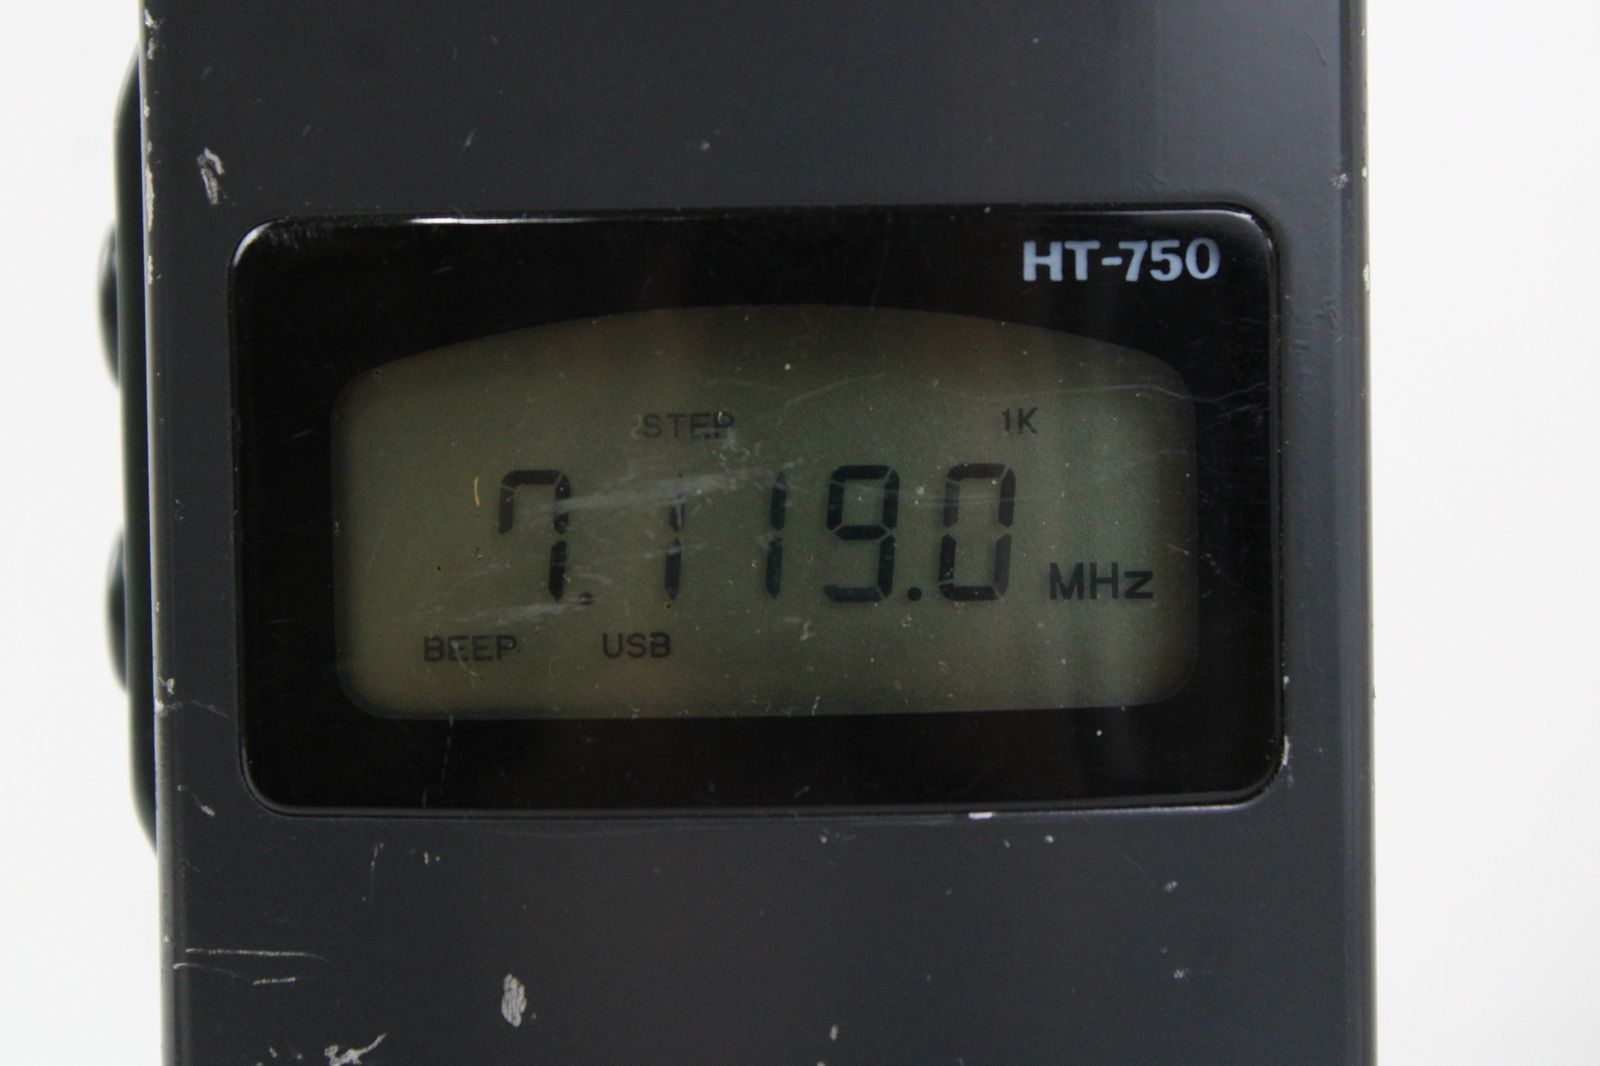 HT-750
STEP 1K
7.119.0 MHz
BEEP USB